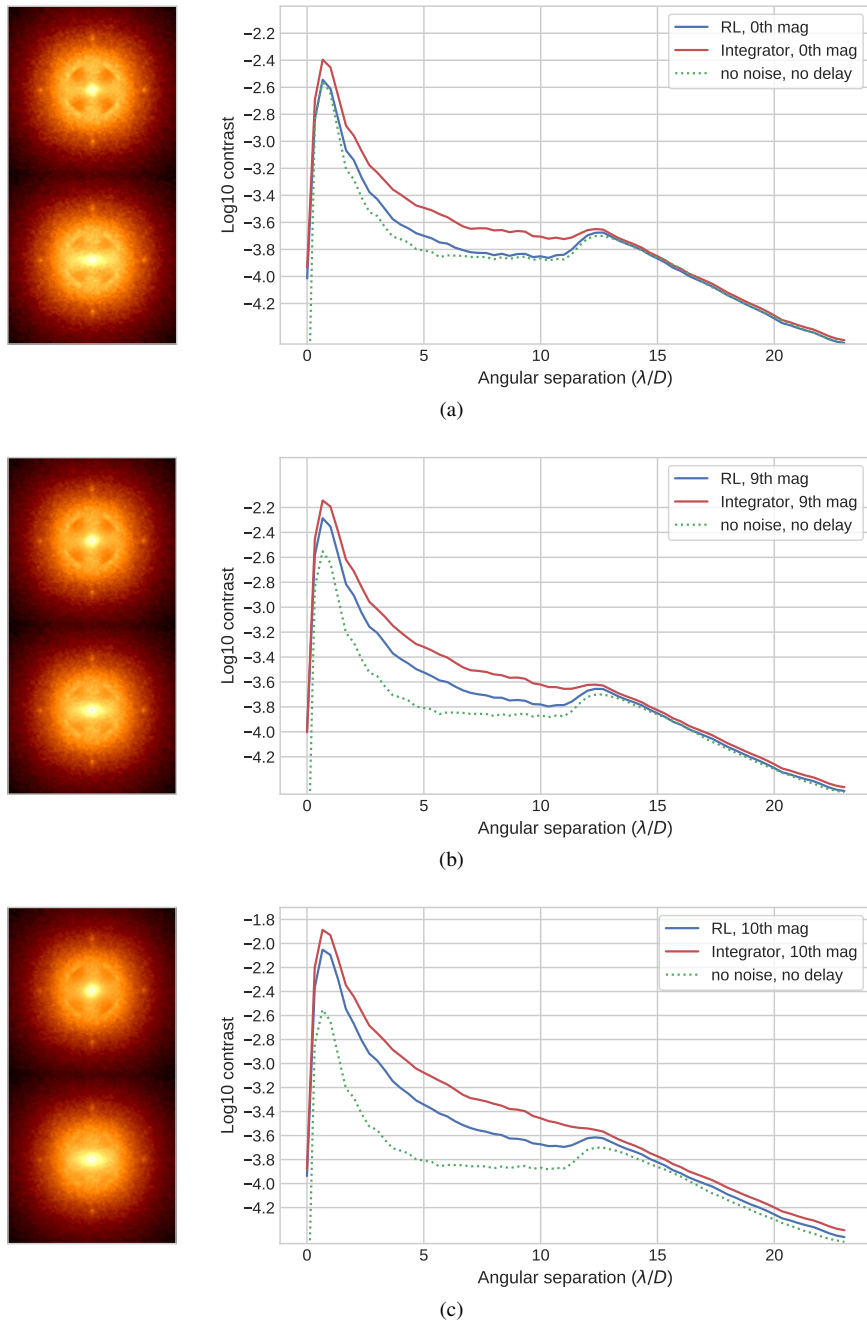 −2.2
−2.4
−2.6
−2.8
−3.0
−3.2
−3.4
−3.6
−3.8
−4.0
−4.2
Log10 contrast
RL, 0th mag
Integrator, 0th mag
no noise, no delay
0 5 10 15 20
Angular separation (λ/D)
(a)
−2.2
−2.4
−2.6
−2.8
−3.0
−3.2
−3.4
−3.6
−3.8
−4.0
−4.2
Log10 contrast
RL, 9th mag
Integrator, 9th mag
no noise, no delay
0 5 10 15 20
Angular separation (λ/D)
(b)
−1.8
−2.0
−2.2
−2.4
−2.6
−2.8
−3.0
−3.2
−3.4
−3.6
−3.8
−4.0
−4.2
Log10 contrast
RL, 10th mag
Integrator, 10th mag
no noise, no delay
0 5 10 15 20
Angular separation (λ/D)
(c)